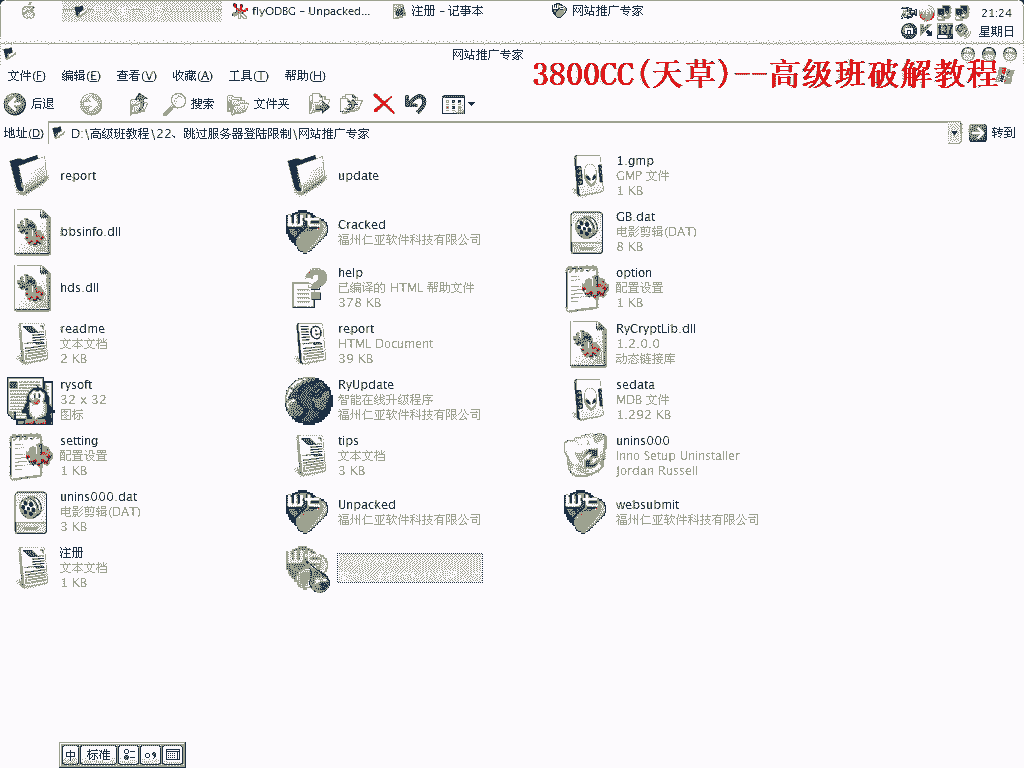 flyODBG - Unpacked...
注册 - 记事本
网站推广专家
21:24
星期日
网站推广专家
文件(F) 编辑(E) 查看(V) 收藏(A) 工具(T) 帮助(H)
3800CC(天草)--高级班破解教程
后退 搜索 文件夹
地址(D) D:\高级班教程\22、跳过服务器登陆限制\网站推广专家 转到
report
update
1.gmp
GMP 文件
1 KB
bbsinfo.dll
Cracked
福州仁亚软件科技有限公司
GB.dat
电影剪辑(DAT)
8 KB
hds.dll
help
已编译的 HTML 帮助文件
378 KB
option
配置设置
1 KB
readme
文本文档
2 KB
report
HTML Document
39 KB
RyCryptLib.dll
1.2.0.0
动态链接库
rysoft
32 x 32
图标
RyUpdate
智能在线升级程序
福州仁亚软件科技有限公司
sedata
MDB 文件
1,292 KB
setting
配置设置
1 KB
tips
文本文档
3 KB
unins000
Inno Setup Uninstaller
Jordan Russell
unins000.dat
电影剪辑(DAT)
3 KB
Unpacked
福州仁亚软件科技有限公司
websubmit
福州仁亚软件科技有限公司
注册
文本文档
1 KB
中 标准